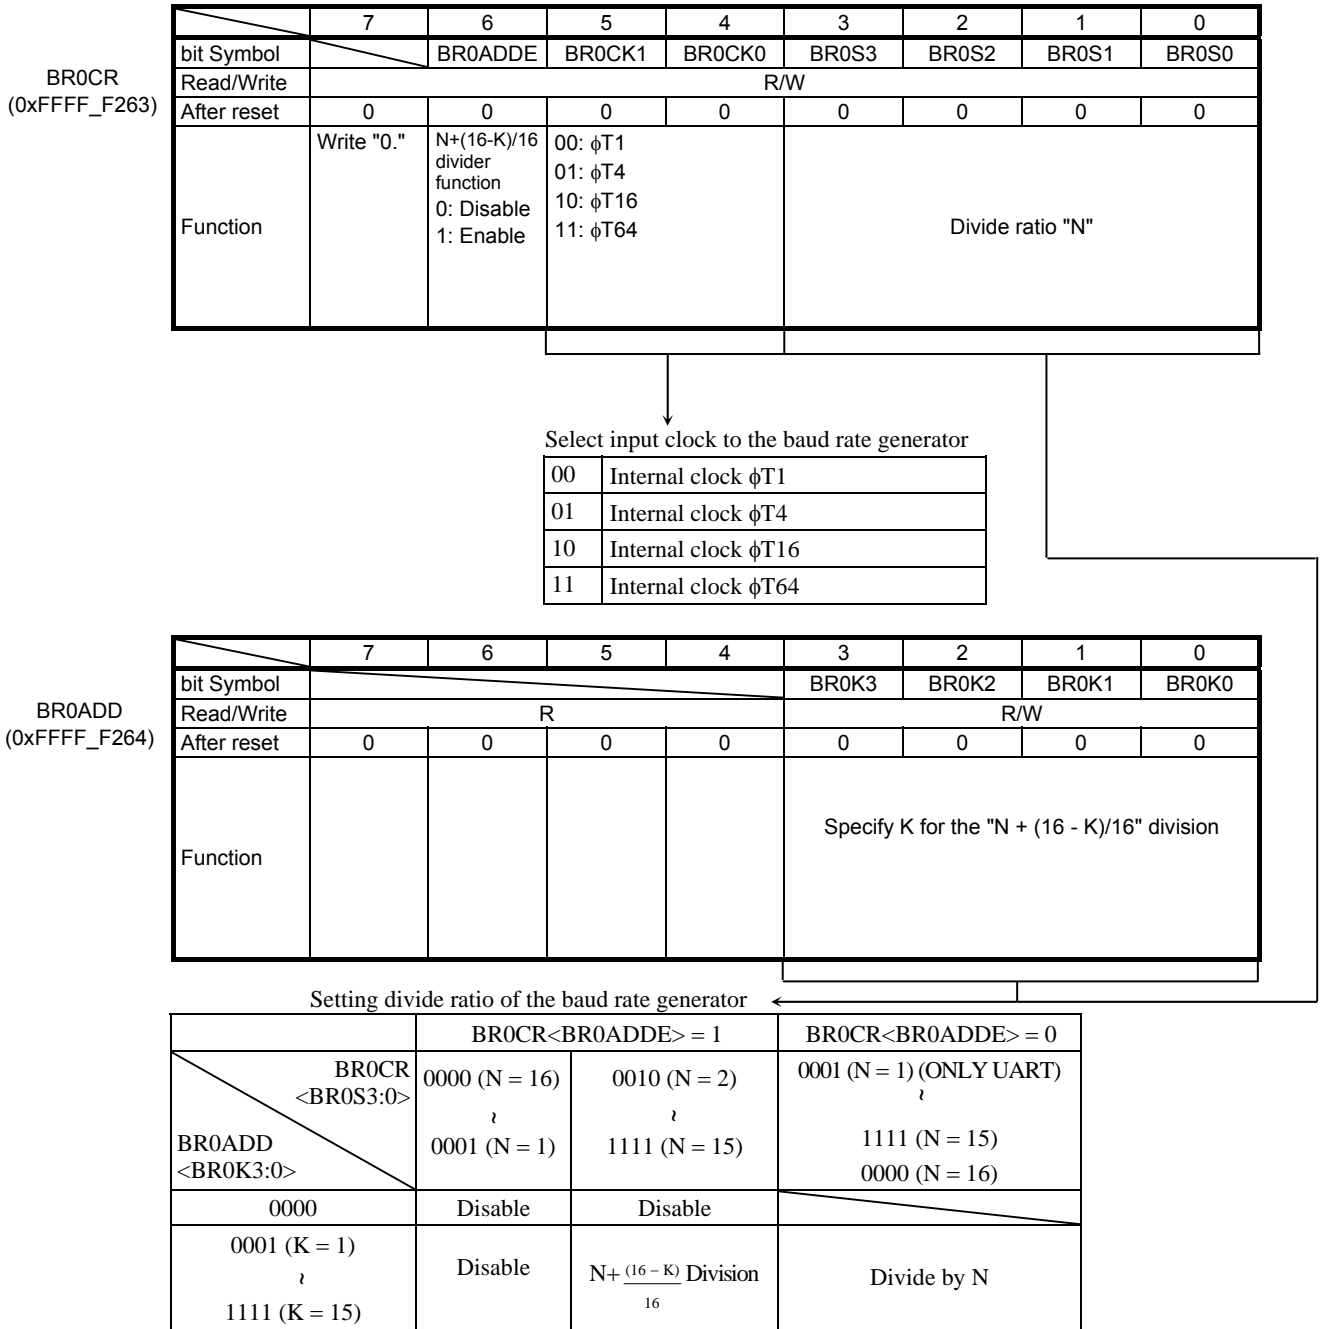 BR0CR
(0xFFFF_F263)
7 6 5 4 3 2 1 0
bit Symbol BR0ADDE BR0CK1 BR0CK0 BR0S3 BR0S2 BR0S1 BR0S0
Read/Write R/W
After reset 0 0 0 0 0 0 0 0
Function
Write "0."
N+(16-K)/16
divider
function
0: Disable
1: Enable
00: ϕT1
01: ϕT4
10: ϕT16
11: ϕT64
Divide ratio "N"
Select input clock to the baud rate generator
00 Internal clock ϕT1
01 Internal clock ϕT4
10 Internal clock ϕT16
11 Internal clock ϕT64
BR0ADD
(0xFFFF_F264)
7 6 5 4 3 2 1 0
bit Symbol BR0K3 BR0K2 BR0K1 BR0K0
Read/Write R R/W
After reset 0 0 0 0 0 0 0 0
Function
Specify K for the "N + (16 - K)/16" division
Setting divide ratio of the baud rate generator
BR0CR<BR0ADDE> = 1 BR0CR<BR0ADDE> = 0
BR0CR
<BR0S3:0>
BR0ADD
<BR0K3:0>
0000 (N = 16)
~
0001 (N = 1)
0010 (N = 2)
~
1111 (N = 15)
0001 (N = 1) (ONLY UART)
~
1111 (N = 15)
0000 (N = 16)
0000 Disable Disable
0001 (K = 1)
~
1111 (K = 15)
Disable
N+ (16 – K) Division
16
Divide by N